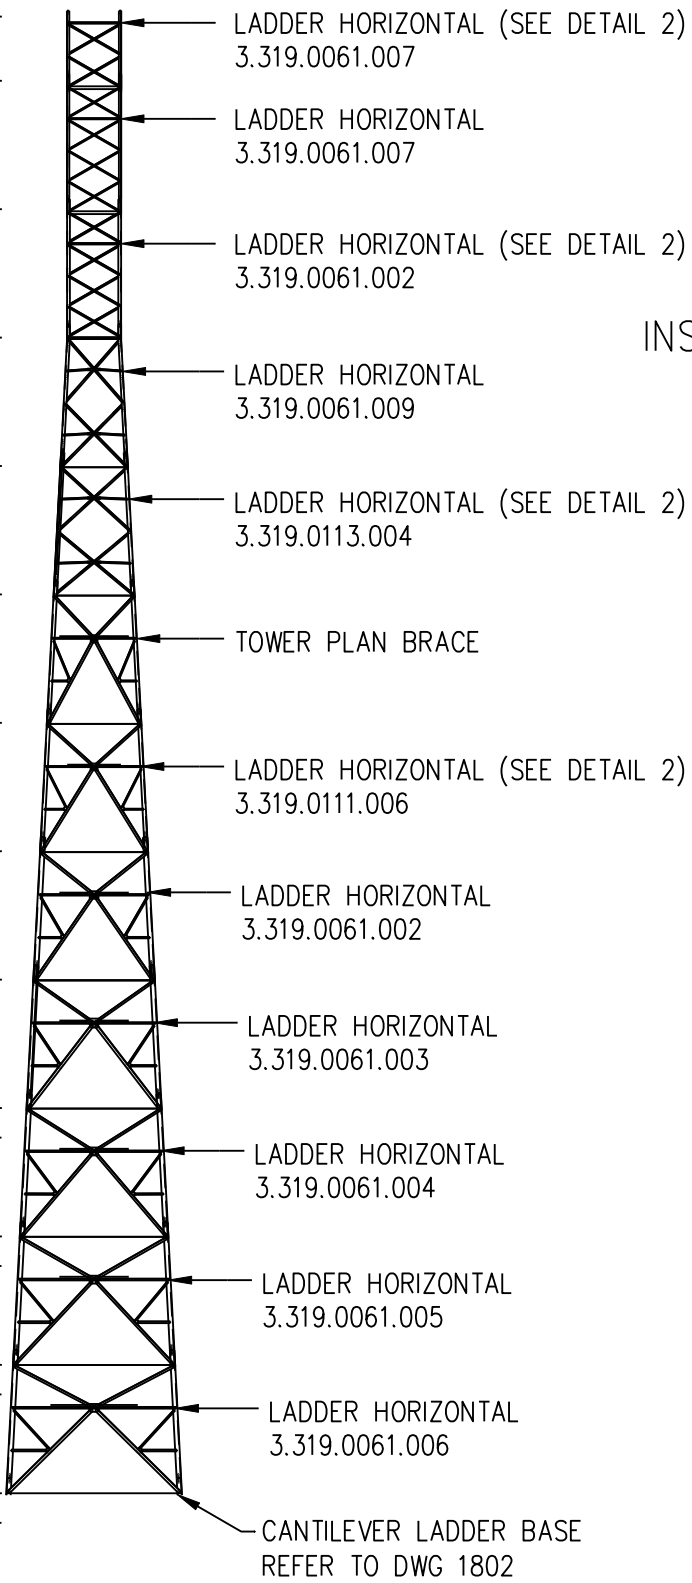 LADDER HORIZONTAL (SEE DETAIL 2)
3.319.0061.007
LADDER HORIZONTAL
3.319.0061.007
LADDER HORIZONTAL (SEE DETAIL 2)
3.319.0061.002
INS
LADDER HORIZONTAL
3.319.0061.009
LADDER HORIZONTAL (SEE DETAIL 2)
3.319.0113.004
TOWER PLAN BRACE
LADDER HORIZONTAL (SEE DETAIL 2)
3.319.0111.006
LADDER HORIZONTAL
3.319.0061.002
LADDER HORIZONTAL
3.319.0061.003
LADDER HORIZONTAL
3.319.0061.004
LADDER HORIZONTAL
3.319.0061.005
LADDER HORIZONTAL
3.319.0061.006
CANTILEVER LADDER BASE
REFER TO DWG 1802